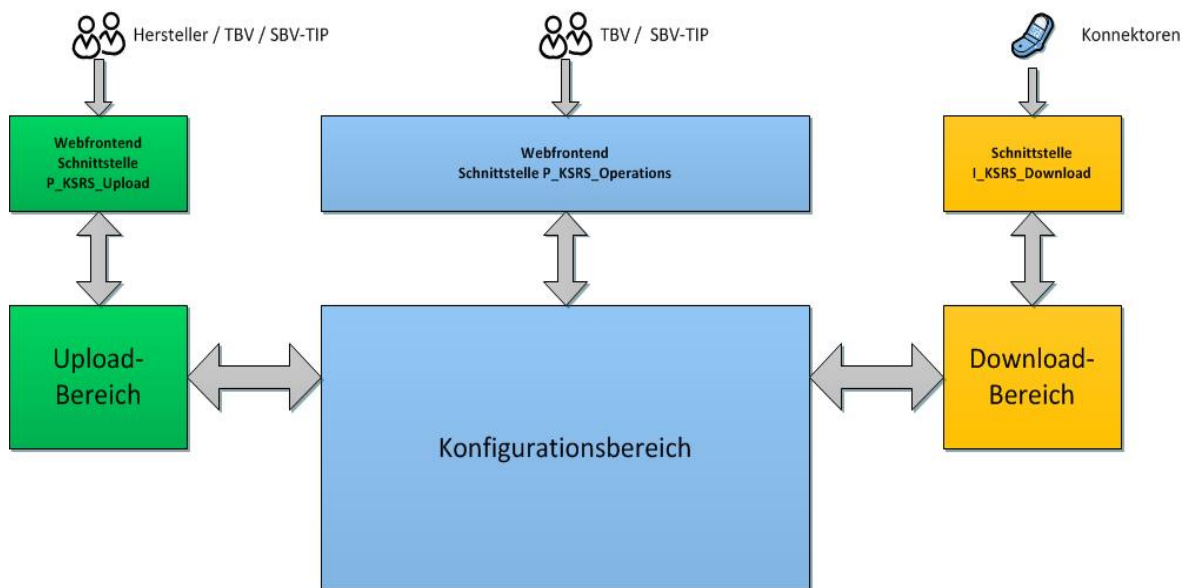 Hersteller / TBV / SBV-TIP
TBV / SBV-TIP
Konnektoren
Webfrontend
Schnittstelle
P_KSRS_Upload
Webfrontend
Schnittstelle P_KSRS_Operations
Schnittstelle
I_KSRS_Download
Upload-
Bereich
Konfigurationsbereich
Download-
Bereich